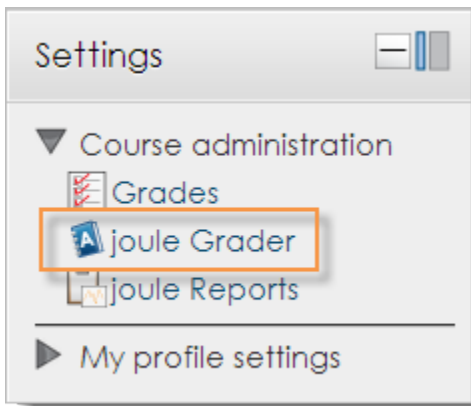 Settings
Course administration
Grades
joule Grader
joule Reports
My profile settings